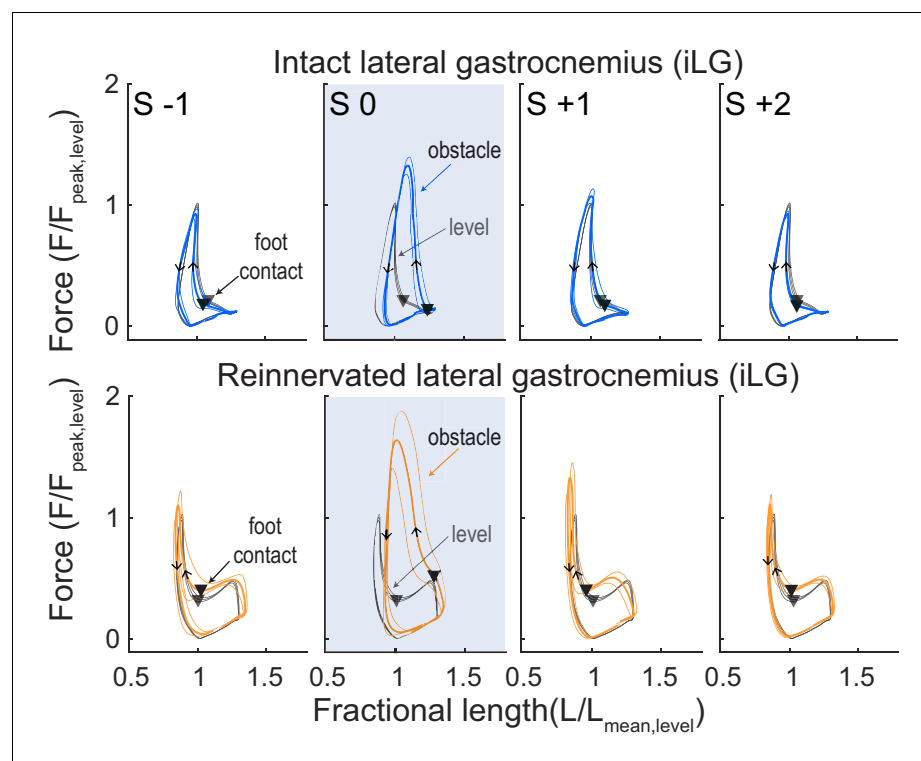 Intact lateral gastrocnemius (iLG)
2
S -1
S 0
S +1
S +2
obstacle
level
foot
contact
1
0
Force (F/F_peak,level)
Reinnervated lateral gastrocnemius (iLG)
2
obstacle
level
foot
contact
1
0
Force (F/F_peak,level)
0.5 1 1.5 0.5 1 1.5 0.5 1 1.5 0.5 1 1.5
Fractional length(L/L_mean,level)